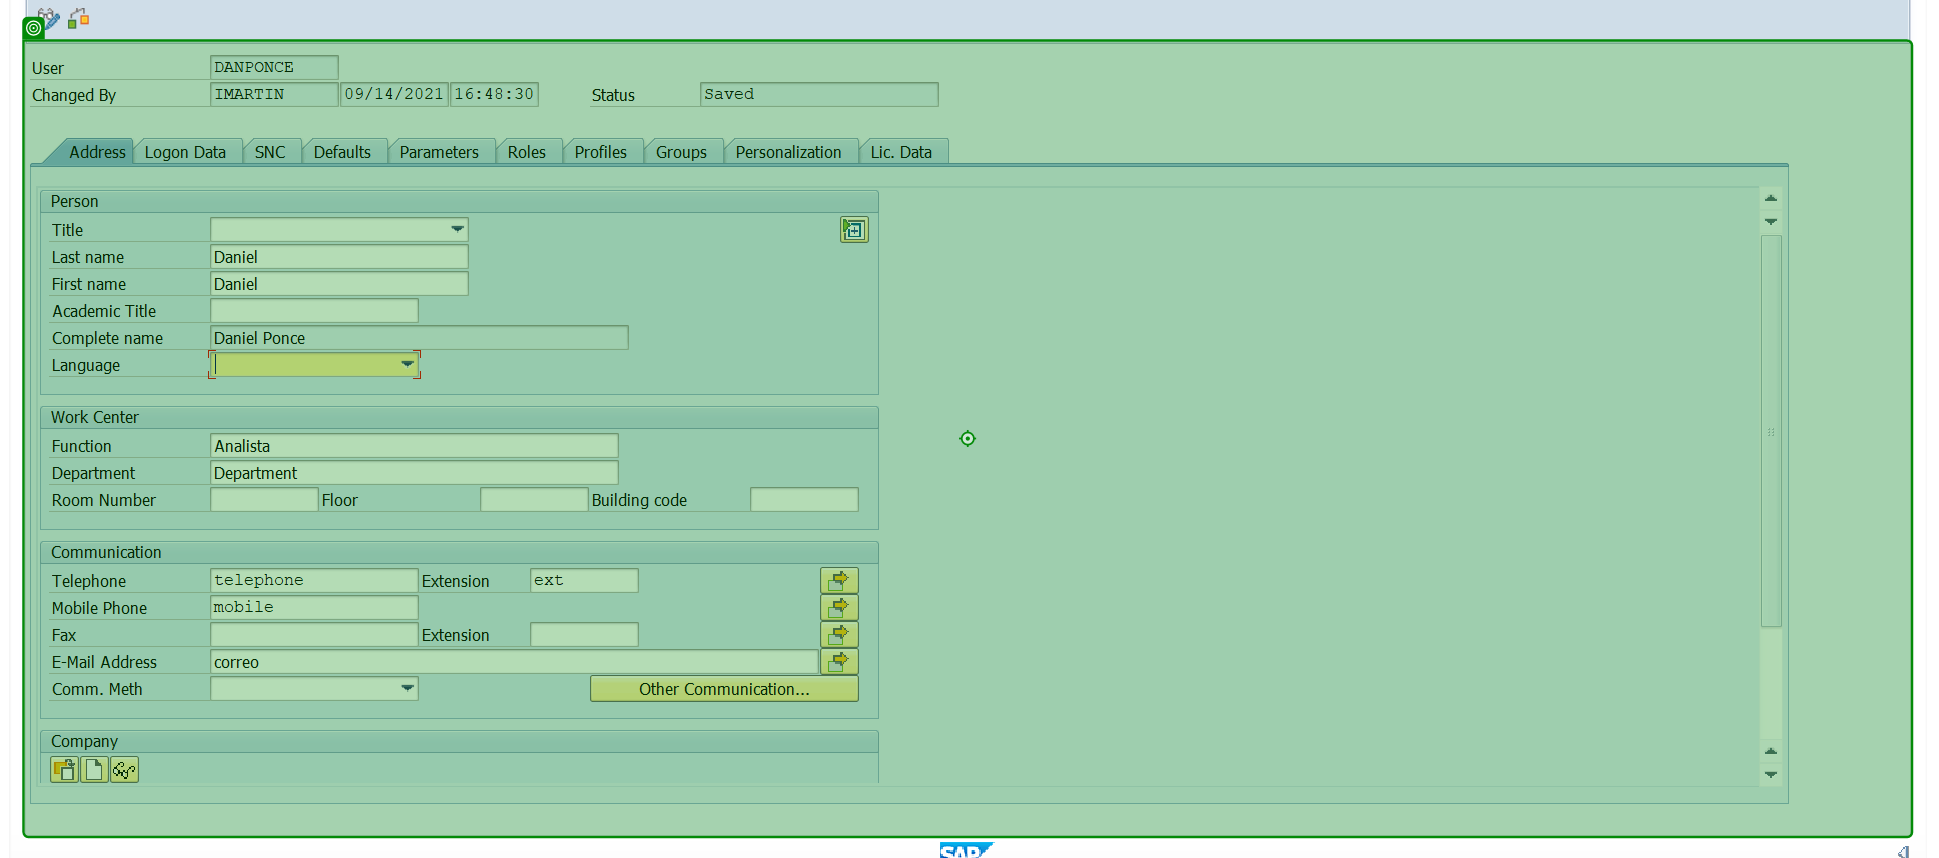 User DANPONCE
Changed By IMARTIN 09/14/2021 16:48:30 Status Saved
Address Logon Data SNC Defaults Parameters Roles Profiles Groups Personalization Lic. Data
Person
Title
Last name Daniel
First name Daniel
Academic Title
Complete name Daniel Ponce
Language
Work Center
Function Analista
Department Department
Room Number Floor Building code
Communication
Telephone telephone Extension ext
Mobile Phone mobile
Fax Extension
E-Mail Address correo
Comm. Meth Other Communication...
Company
SAP